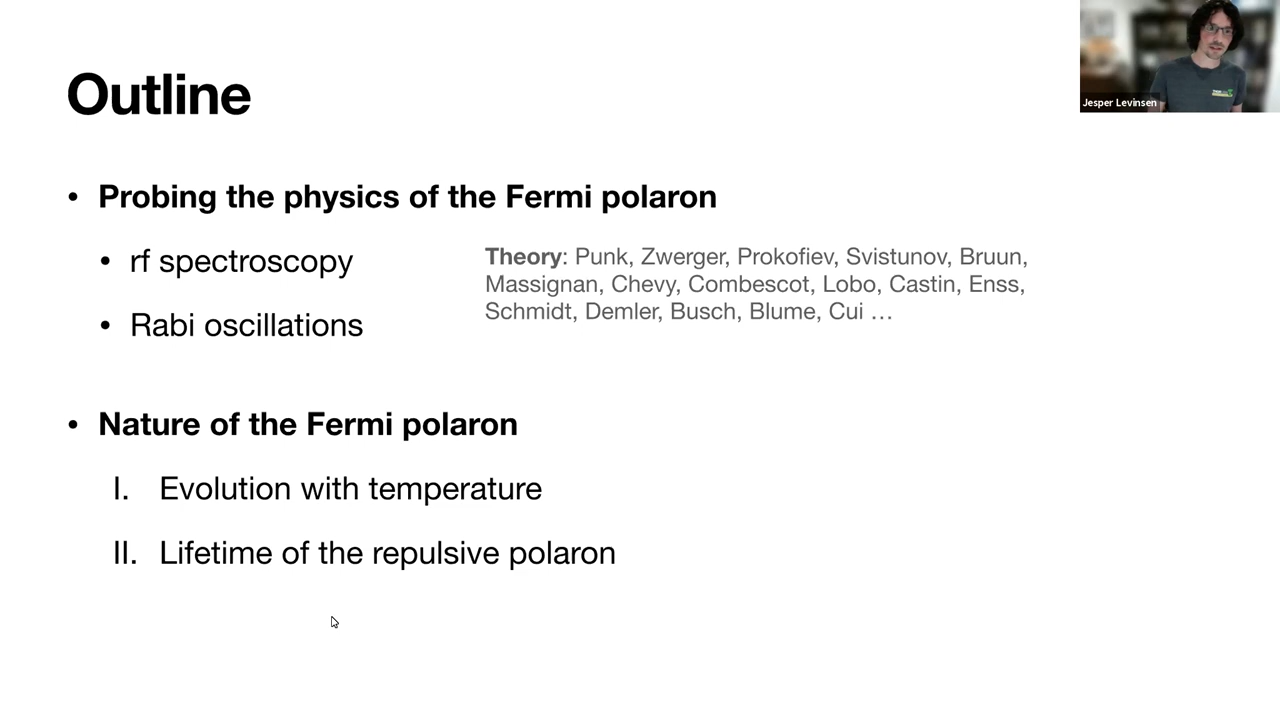 Outline
Jesper Levinsen
• Probing the physics of the Fermi polaron
• rf spectroscopy
• Rabi oscillations
Theory: Punk, Zwerger, Prokofiev, Svistunov, Bruun,
Massignan, Chevy, Combescot, Lobo, Castin, Enss,
Schmidt, Demler, Busch, Blume, Cui …
• Nature of the Fermi polaron
I. Evolution with temperature
II. Lifetime of the repulsive polaron